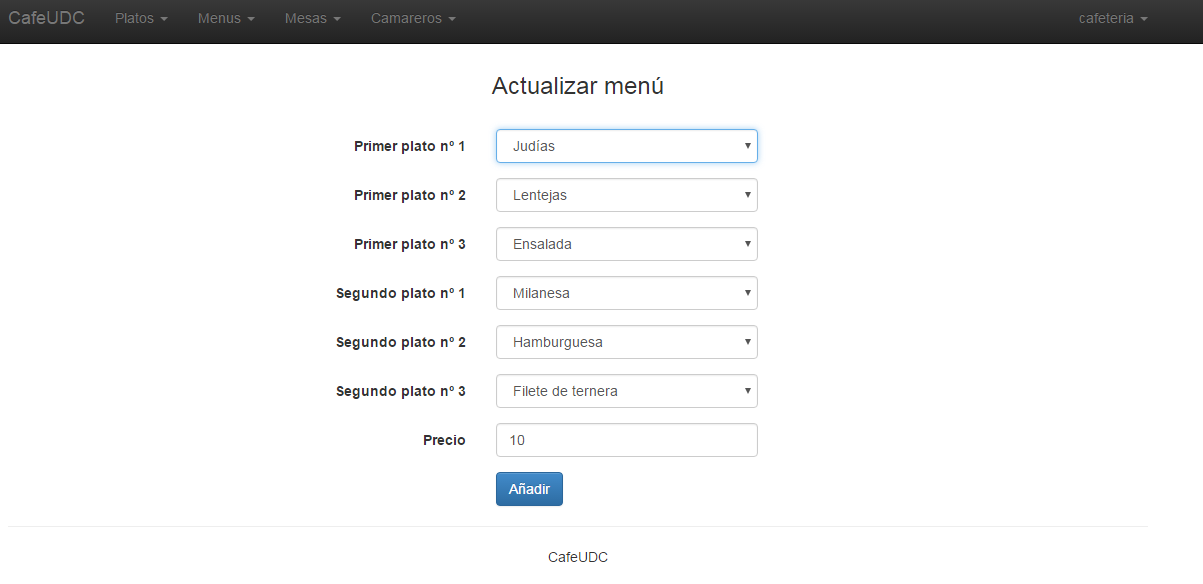 CafeUDC Platos Menus Mesas Camareros cafeteria
Actualizar menú
Primer plato nº 1 Judías
Primer plato nº 2 Lentejas
Primer plato nº 3 Ensalada
Segundo plato nº 1 Milanesa
Segundo plato nº 2 Hamburguesa
Segundo plato nº 3 Filete de ternera
Precio 10
Añadir
CafeUDC